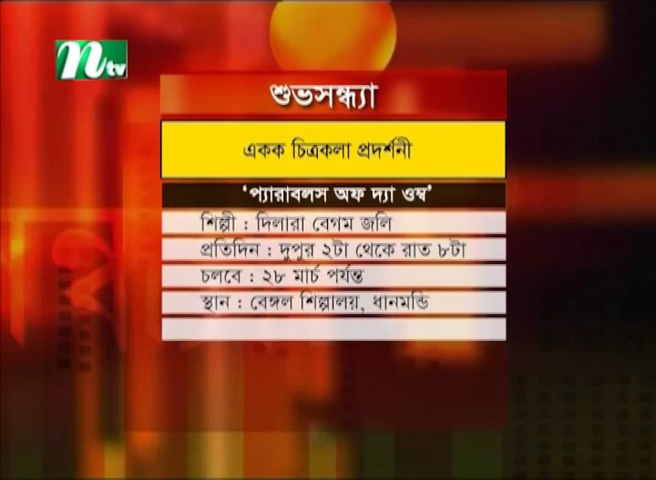 ntv
শুভসন্ধ্যা
একক চিত্রকলা প্রদর্শনী
‘প্যারাবলস অফ দ্যা ওম্ব’
শিল্পী : দিলারা বেগম জলি
প্রতিদিন : দুপুর ২টা থেকে রাত ৮টা
চলবে : ২৮ মার্চ পর্যন্ত
স্থান : বেঙ্গল শিল্পালয়, ধানমন্ডি